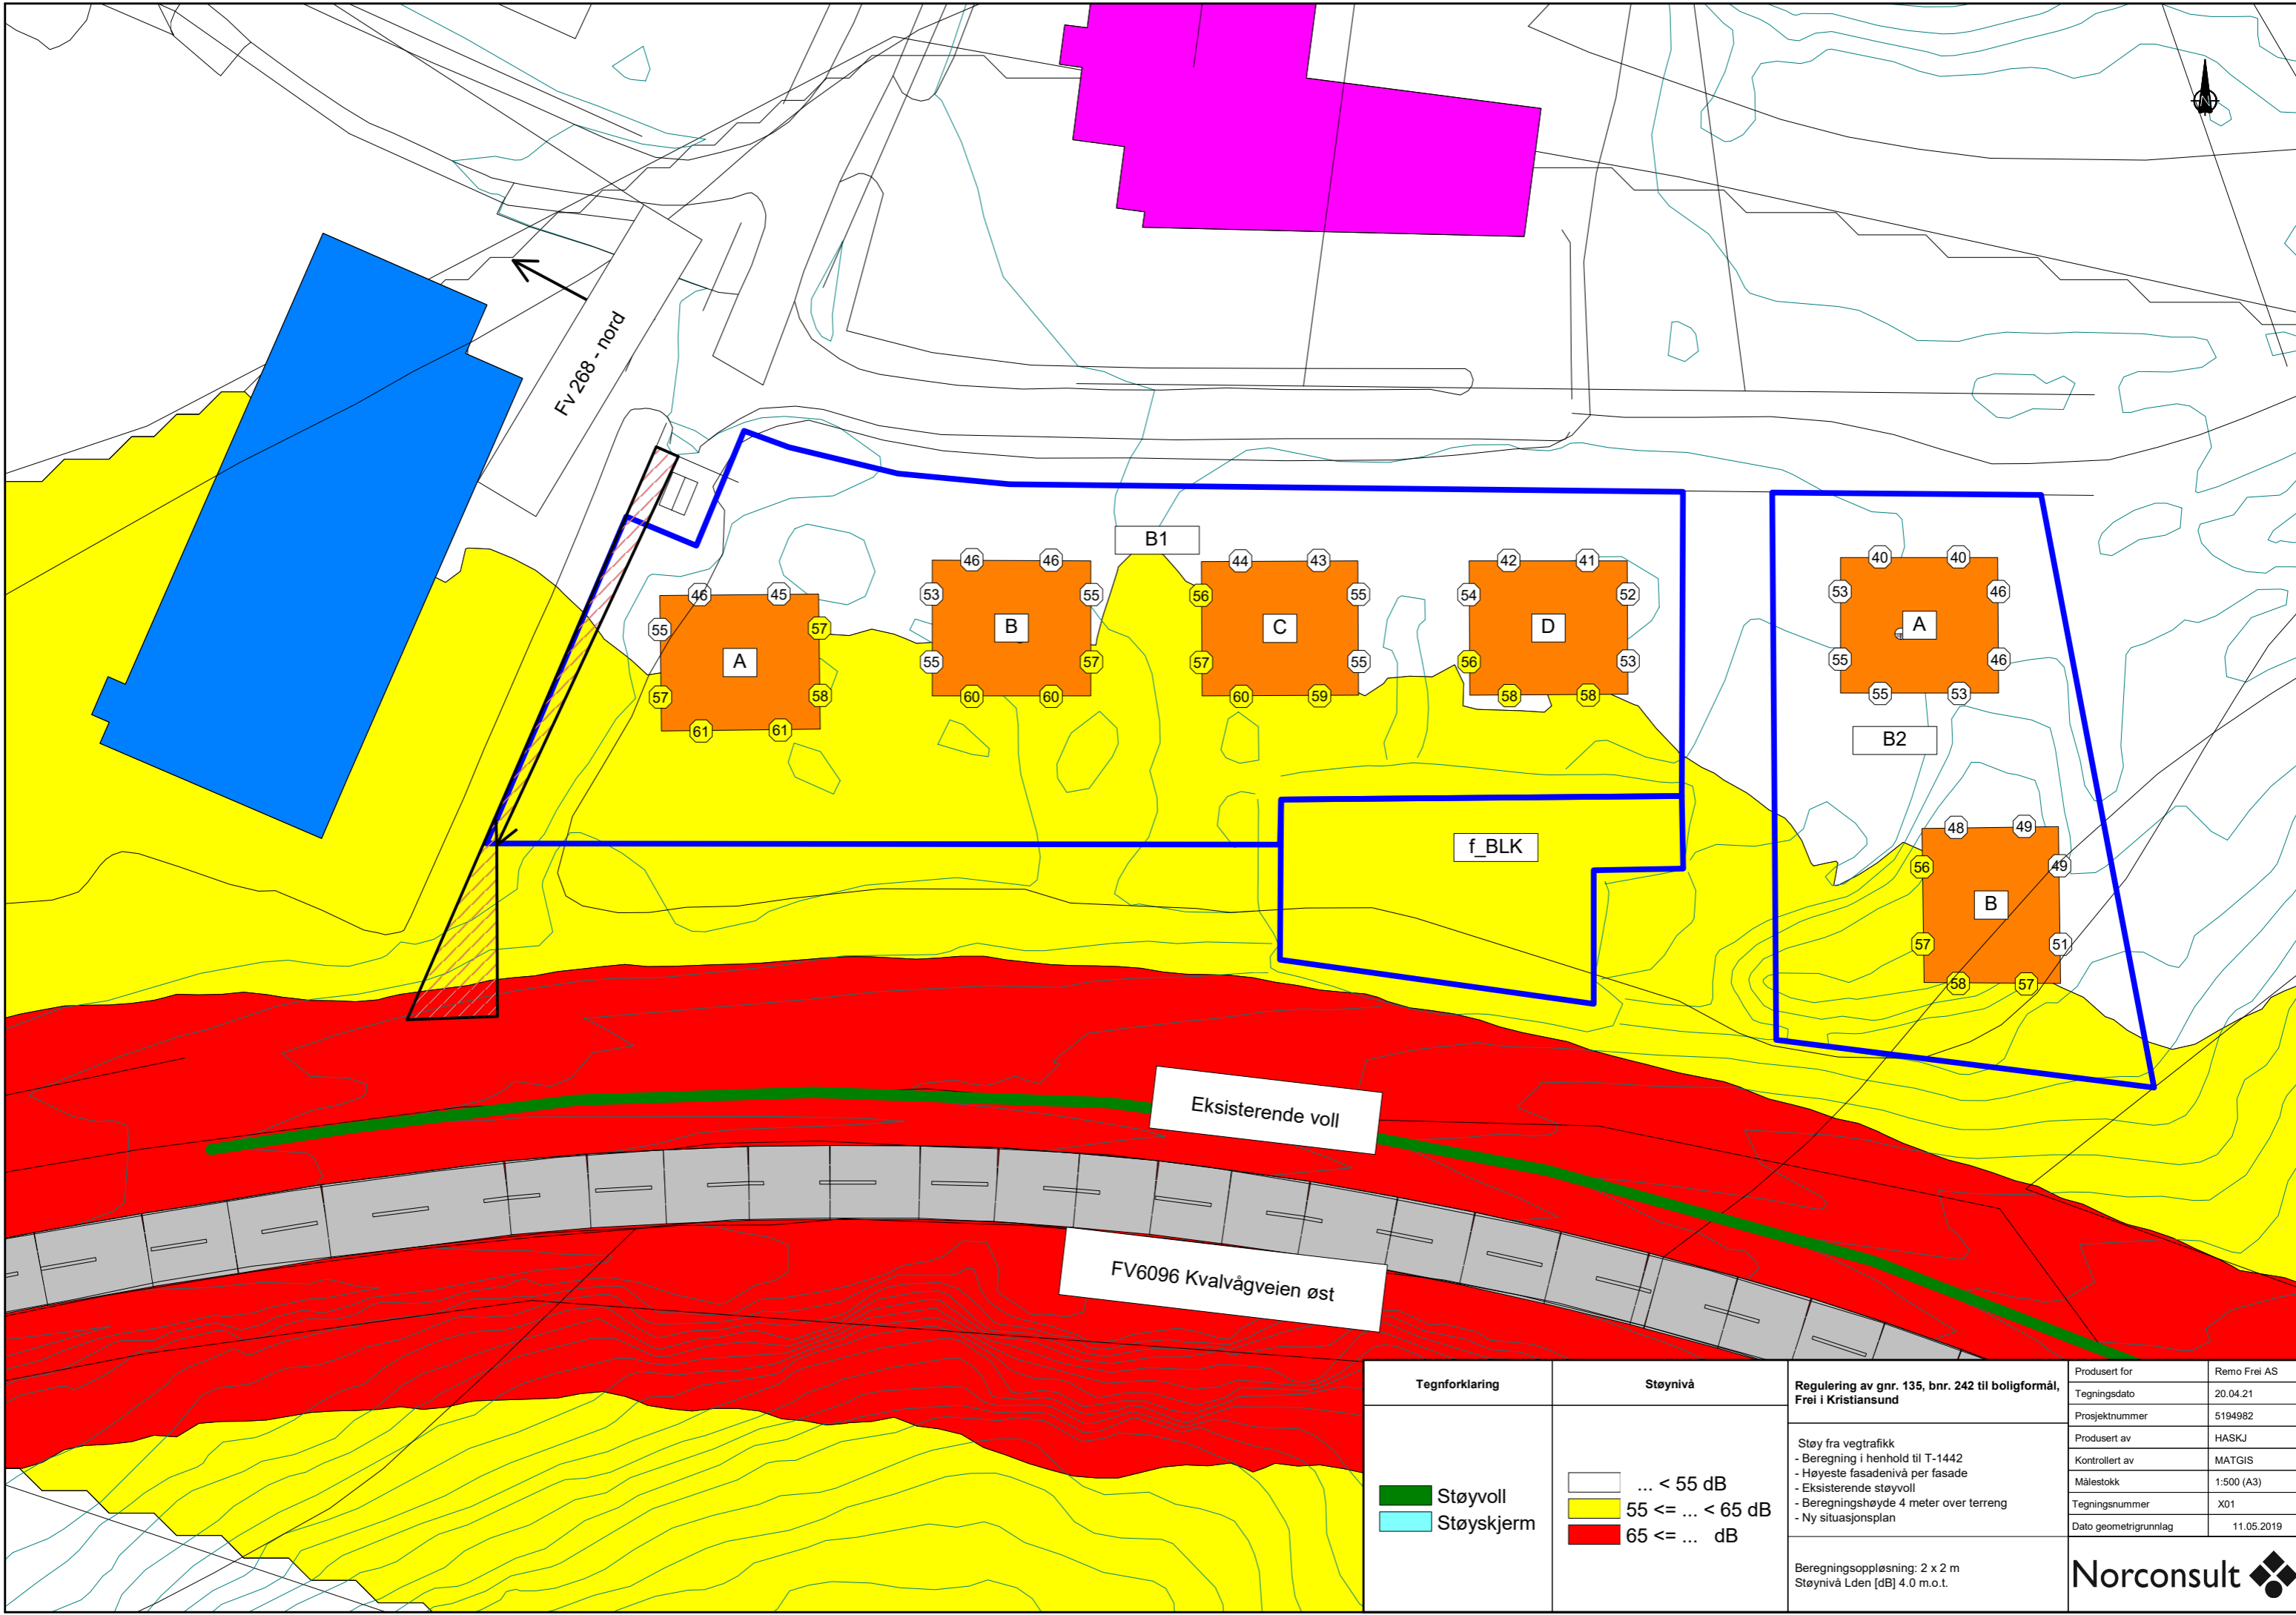 N
Fv 268 - nord
B1
46 46 44 43 42 41 40 40
46 45 53 55 56 55 54 52 53 46
55 57 B C D A
A 55 57 57 55 56 53 55 46
57 58 60 60 60 59 58 58 55 53
61 61
B2
f_BLK
48 49
56 49
B
57 51
58 57
Eksisterende voll
FV6096 Kvalvågveien øst
Tegnforklaring
Støyvoll
Støyskjerm
Støynivå
... < 55 dB
55 <= ... < 65 dB
65 <= ... dB
Regulering av gnr. 135, bnr. 242 til boligformål,
Frei i Kristiansund
Støy fra vegtrafikk
- Beregning i henhold til T-1442
- Høyeste fasadenivå per fasade
- Eksisterende støyvoll
- Beregningshøyde 4 meter over terreng
- Ny situasjonsplan
Beregningsoppløsning: 2 x 2 m
Støynivå Lden [dB] 4.0 m.o.t.
Produsert for Remo Frei AS
Tegningsdato 20.04.21
Prosjektnummer 5194982
Produsert av HASKJ
Kontrollert av MATGIS
Målestokk 1:500 (A3)
Tegningsnummer X01
Dato geometrigrunnlag 11.05.2019
Norconsult